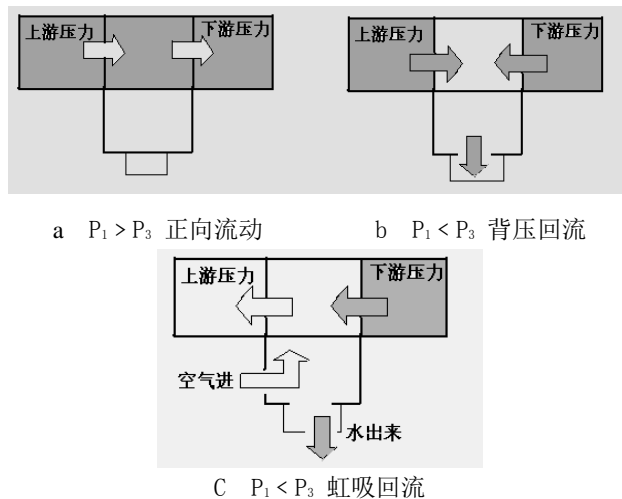 上游压力 下游压力 上游压力 下游压力
a P₁＞P₃ 正向流动 b P₁＜P₃ 背压回流
上游压力 下游压力
空气进
水出来
C P₁＜P₃ 虹吸回流